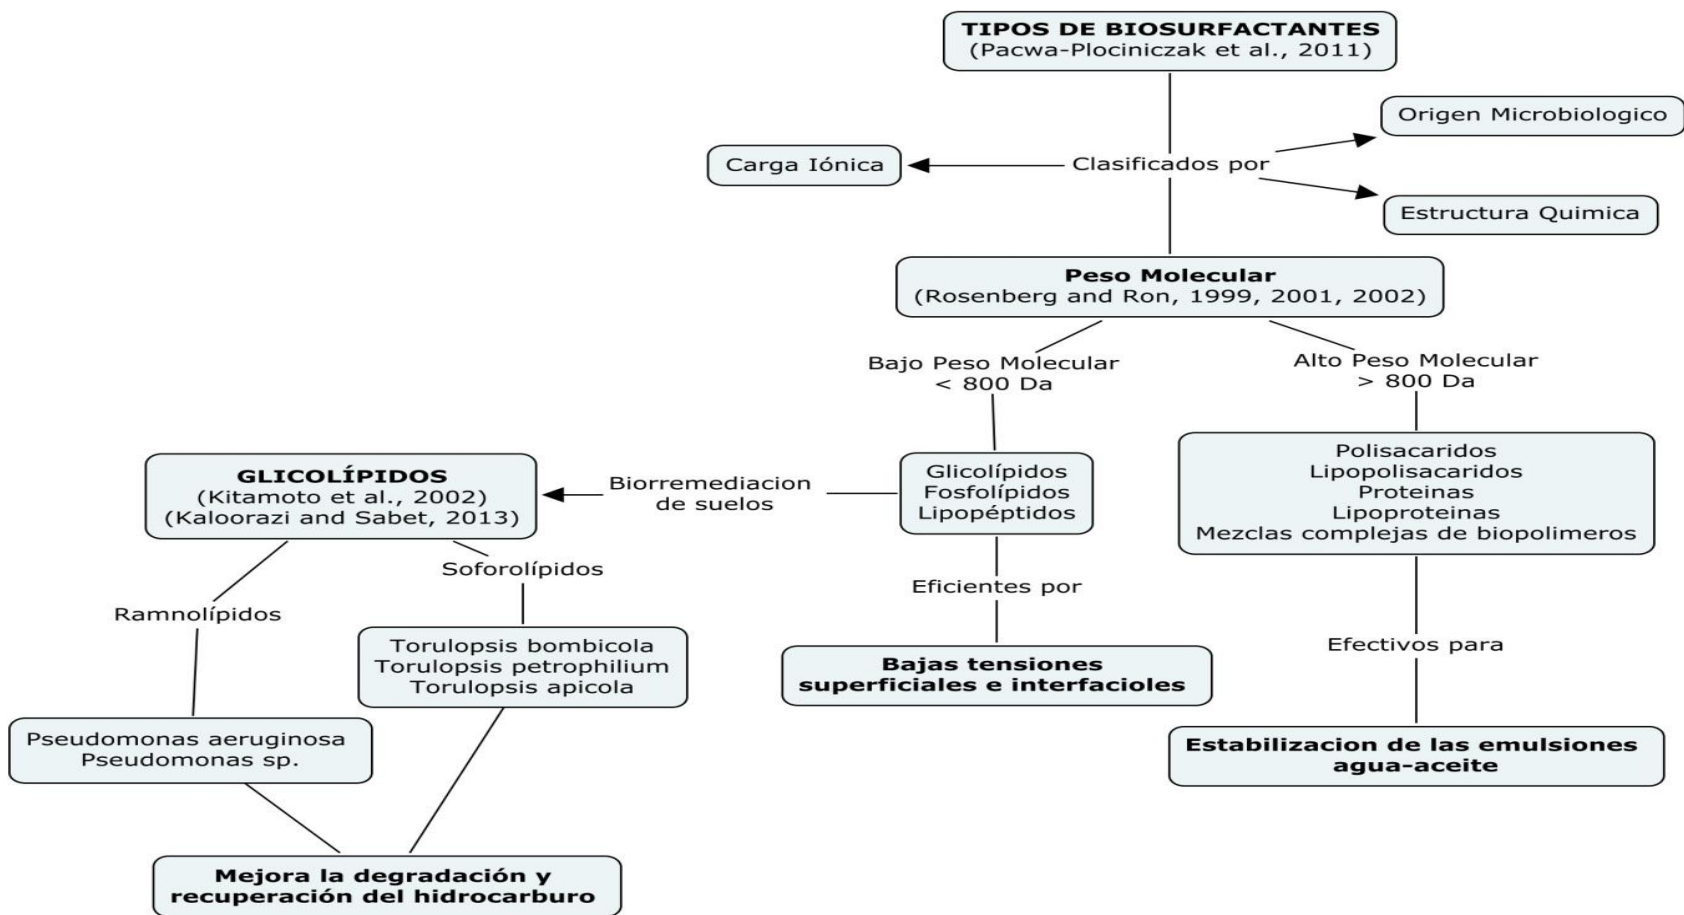 TIPOS DE BIOSURFACTANTES
(Pacwa-Plociniczak et al., 2011)
Origen Microbiologico
Carga Iónica
Clasificados por
Estructura Quimica
Peso Molecular
(Rosenberg and Ron, 1999, 2001, 2002)
Bajo Peso Molecular
< 800 Da
Alto Peso Molecular
> 800 Da
GLICOLÍPIDOS
(Kitamoto et al., 2002)
(Kaloorazi and Sabet, 2013)
Biorremediacion
de suelos
Glicolípidos
Fosfolípidos
Lipopéptidos
Polisacaridos
Lipopolisacaridos
Proteinas
Lipoproteinas
Mezclas complejas de biopolimeros
Soforolípidos
Ramnolípidos
Eficientes por
Efectivos para
Torulopsis bombicola
Torulopsis petrophilium
Torulopsis apicola
Bajas tensiones
superficiales e interfacioles
Pseudomonas aeruginosa
Pseudomonas sp.
Estabilizacion de las emulsiones
agua-aceite
Mejora la degradación y
recuperación del hidrocarburo